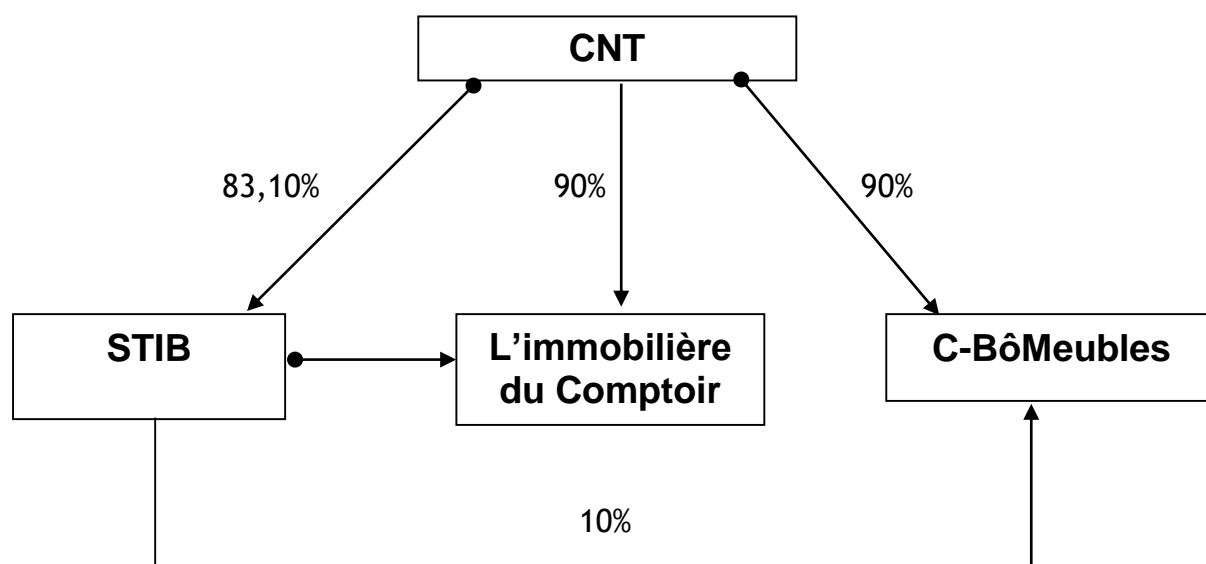 CNT
83,10%
90%
90%
STIB
L'immobilière
du Comptoir
C-BôMeubles
10%